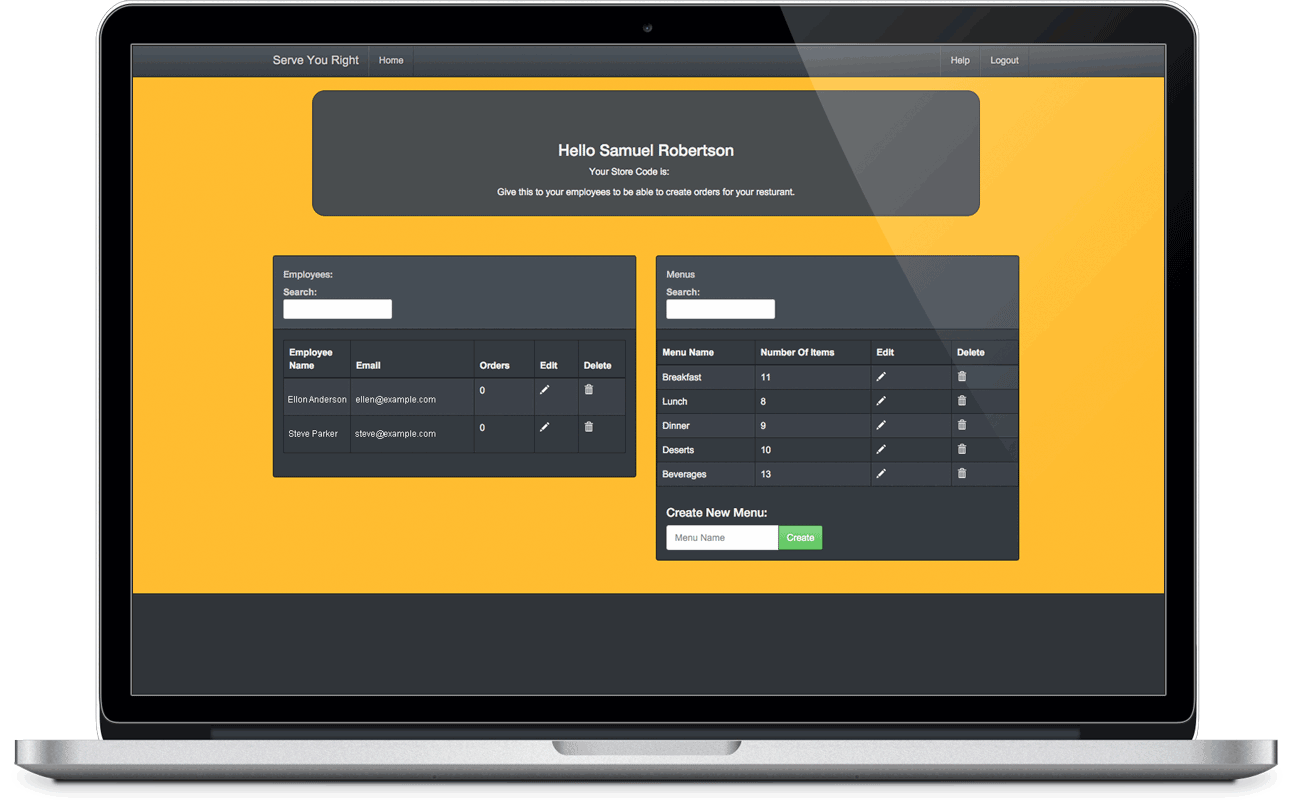 Serve You Right Home Help Logout
Hello Samuel Robertson
Your Store Code is:
Give this to your employees to be able to create orders for your resturant.
Employees:
Search:
Employee Name Email Orders Edit Delete
Ellon Anderson ellen@example.com 0
Steve Parker steve@example.com 0
Menus
Search:
Menu Name Number Of Items Edit Delete
Breakfast 11
Lunch 8
Dinner 9
Deserts 10
Beverages 13
Create New Menu:
Menu Name Create